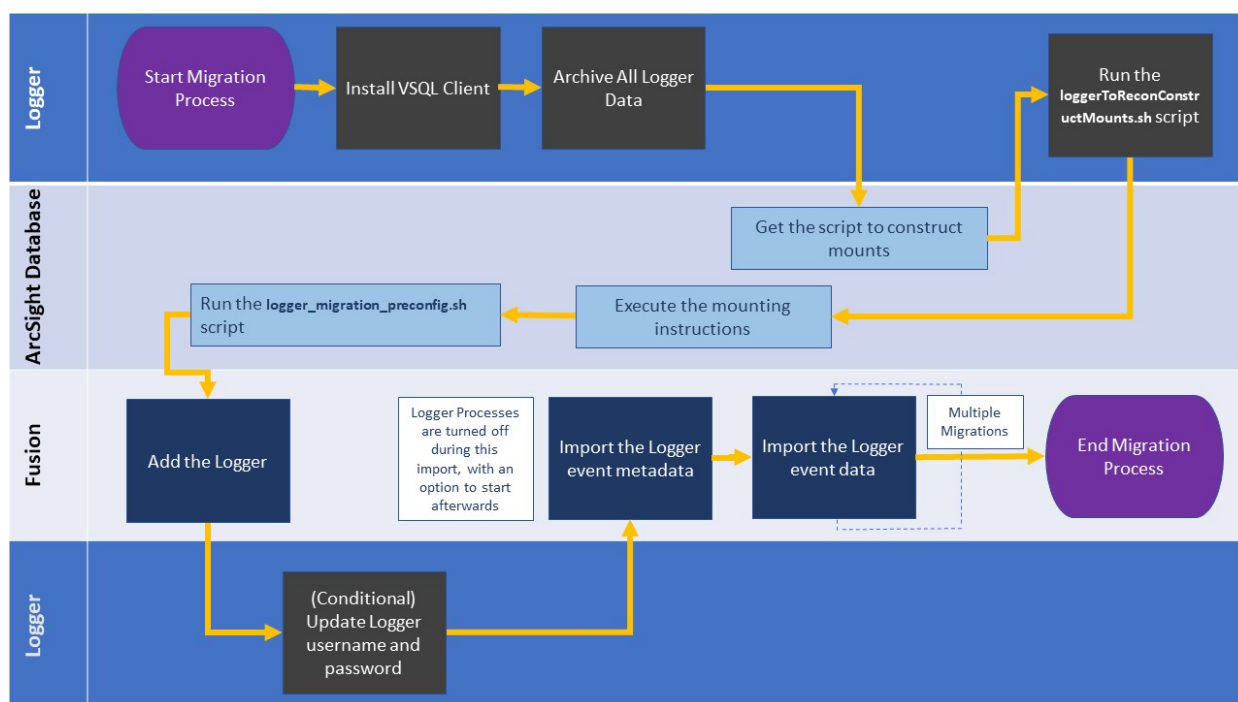 Logger
Start Migration
Process
Install VSQL Client
Archive All Logger
Data
Run the
loggerToReconConstr
uctMounts.sh script
ArcSight Database
Get the script to construct
mounts
Run the logger_migration_preconfig.sh
script
Execute the mounting
instructions
Fusion
Add the Logger
Logger Processes
are turned off
during this
import, with an
option to start
afterwards
Import the Logger
event metadata
Import the Logger
event data
Multiple
Migrations
End Migration
Process
Logger
(Conditional)
Update Logger
username and
password